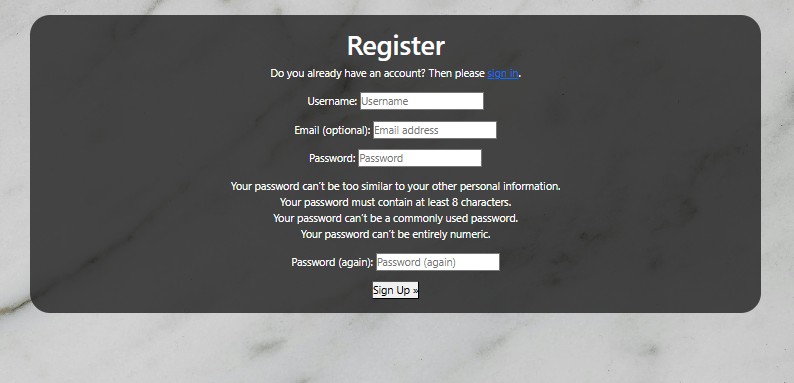 Register
Do you already have an account? Then please sign in.
Username: Username
Email (optional): Email address
Password: Password
Your password can't be too similar to your other personal information.
Your password must contain at least 8 characters.
Your password can't be a commonly used password.
Your password can't be entirely numeric.
Password (again): Password (again)
Sign Up »